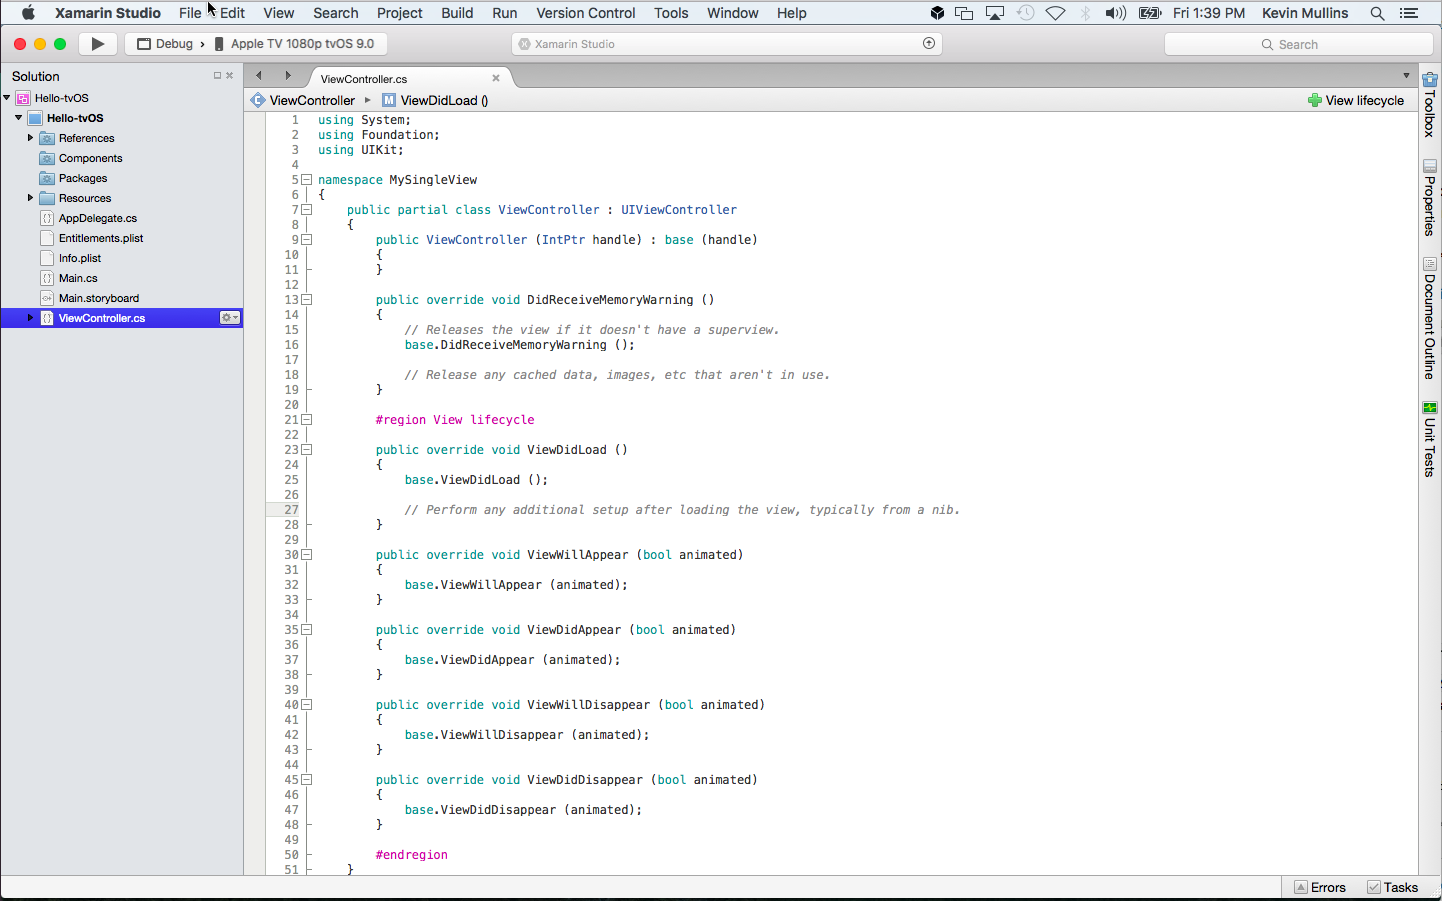 Xamarin Studio File Edit View Search Project Build Run Version Control Tools Window Help Fri 1:39 PM Kevin Mullins
Debug › Apple TV 1080p tvOS 9.0 Xamarin Studio Search
Solution
Hello-tvOS
Hello-tvOS
References
Components
Packages
Resources
AppDelegate.cs
Entitlements.plist
Info.plist
Main.cs
Main.storyboard
ViewController.cs
ViewController.cs
ViewController ViewDidLoad () View lifecycle
1 using System;
2 using Foundation;
3 using UIKit;
4
5 namespace MySingleView
6 {
7 public partial class ViewController : UIViewController
8 {
9 public ViewController (IntPtr handle) : base (handle)
10 {
11 }
12
13 public override void DidReceiveMemoryWarning ()
14 {
15 // Releases the view if it doesn't have a superview.
16 base.DidReceiveMemoryWarning ();
17
18 // Release any cached data, images, etc that aren't in use.
19 }
20
21 #region View lifecycle
22
23 public override void ViewDidLoad ()
24 {
25 base.ViewDidLoad ();
26
27 // Perform any additional setup after loading the view, typically from a nib.
28 }
29
30 public override void ViewWillAppear (bool animated)
31 {
32 base.ViewWillAppear (animated);
33 }
34
35 public override void ViewDidAppear (bool animated)
36 {
37 base.ViewDidAppear (animated);
38 }
39
40 public override void ViewWillDisappear (bool animated)
41 {
42 base.ViewWillDisappear (animated);
43 }
44
45 public override void ViewDidDisappear (bool animated)
46 {
47 base.ViewDidDisappear (animated);
48 }
49
50 #endregion
51 }
Toolbox
Properties
Document Outline
Unit Tests
Errors Tasks